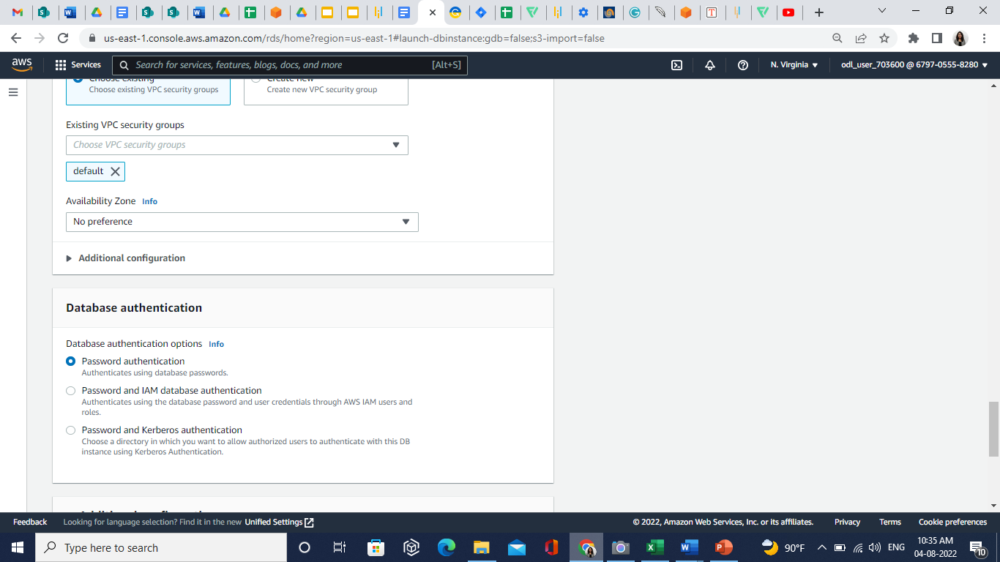 us-east-1.console.aws.amazon.com/rds/home?region=us-east-1#launch-dbinstance:gdb=false;s3-import=false
aws
Services
Search for services, features, blogs, docs, and more
[Alt+S]
N. Virginia
odl_user_703600 @ 6797-0555-8280
Choose existing
Choose existing VPC security groups
Create new
Create new VPC security group
Existing VPC security groups
Choose VPC security groups
default
Availability Zone Info
No preference
Additional configuration
Database authentication
Database authentication options Info
Password authentication
Authenticates using database passwords.
Password and IAM database authentication
Authenticates using the database password and user credentials through AWS IAM users and
roles.
Password and Kerberos authentication
Choose a directory in which you want to allow authorized users to authenticate with this DB
instance using Kerberos Authentication.
Feedback
Looking for language selection? Find it in the new Unified Settings
© 2022, Amazon Web Services, Inc. or its affiliates.
Privacy
Terms
Cookie preferences
Type here to search
90°F
ENG
10:35 AM
04-08-2022
10